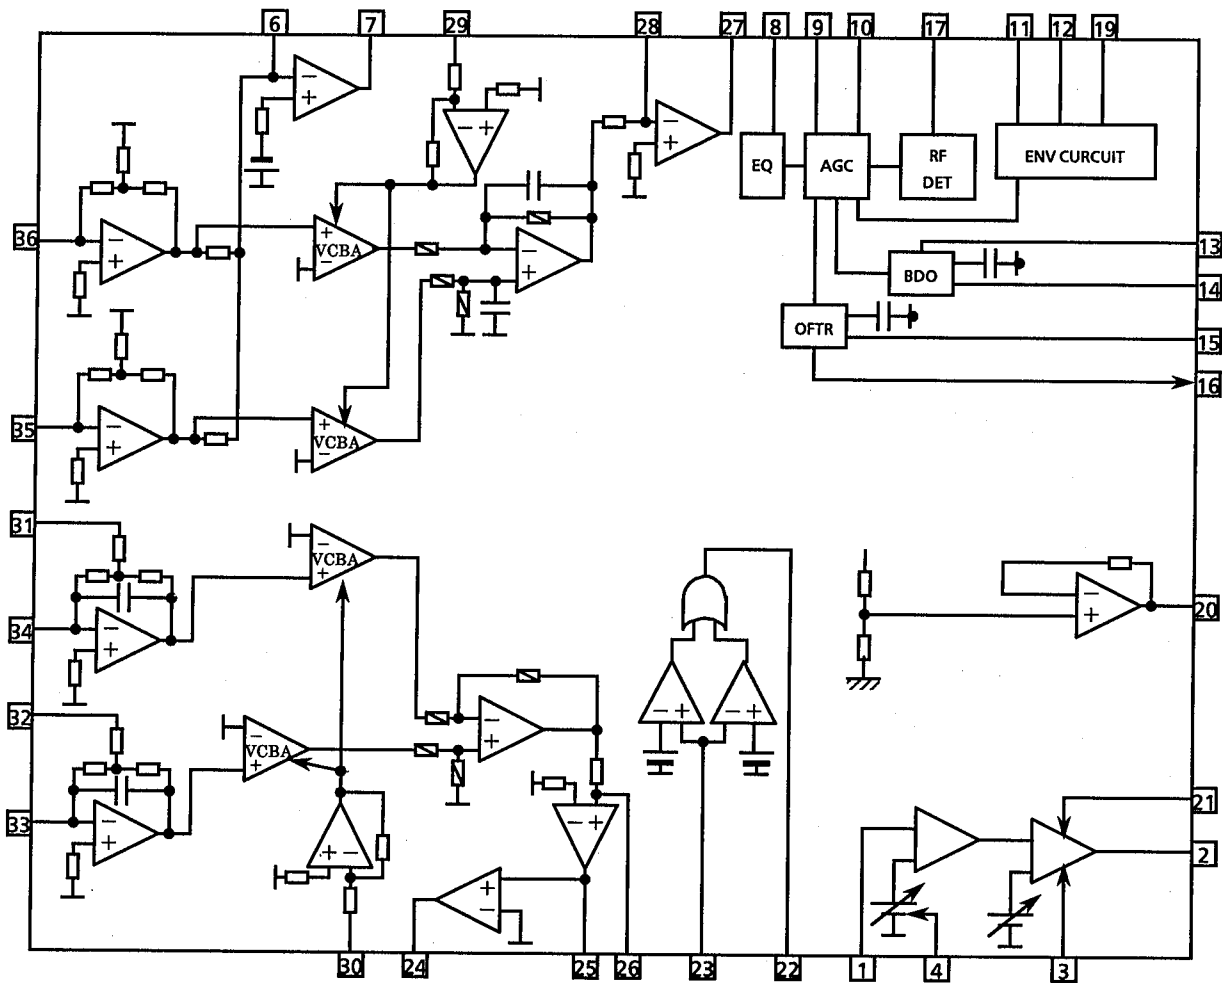 6 7 29 28 27 8 9 10 17 11 12 19
− +
− +
− +
EQ AGC RF DET ENV CURCUIT
36
− +
+ VCBA −
− +
13
BDO
14
OFTR
15
16
35
− +
+ VCBA −
31
− VCBA +
34
− +
− +
20
32
− VCBA +
− +
− + − +
33
− +
+ −
− +
21
2
+ −
30 24 25 26 23 22 1 4 3